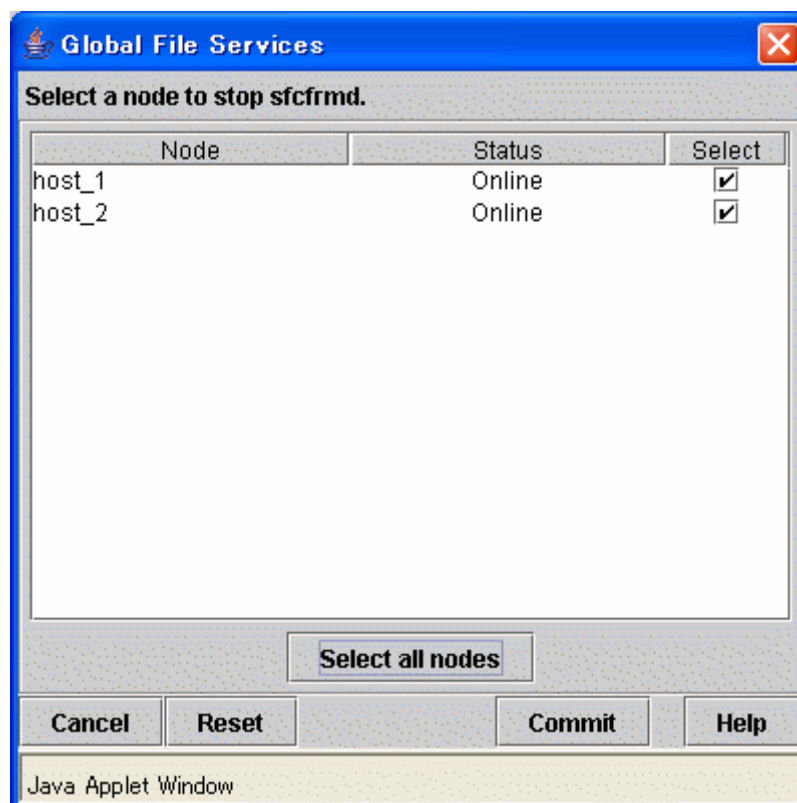 Global File Services
Select a node to stop sfcfrmd.
Node Status Select
host_1 Online
host_2 Online
Select all nodes
Cancel Reset Commit Help
Java Applet Window